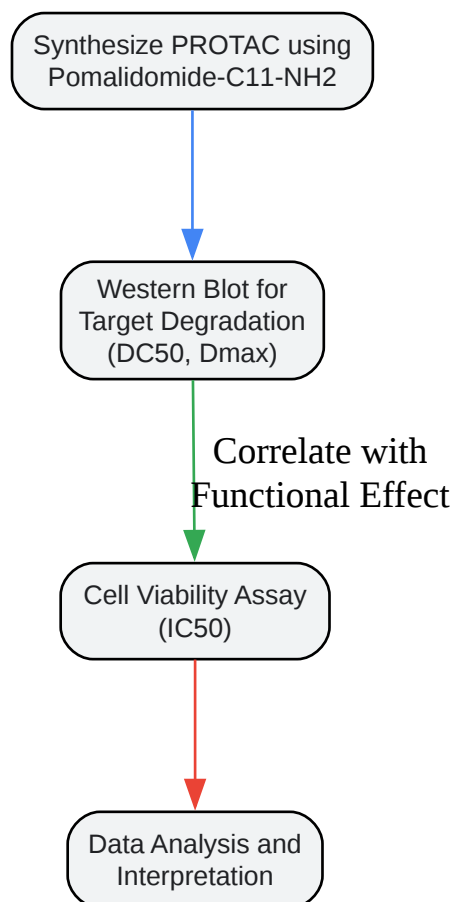 Synthesize PROTAC using
Pomalidomide-C11-NH2
Western Blot for
Target Degradation
(DC50, Dmax)
Correlate with
Functional Effect
Cell Viability Assay
(IC50)
Data Analysis and
Interpretation